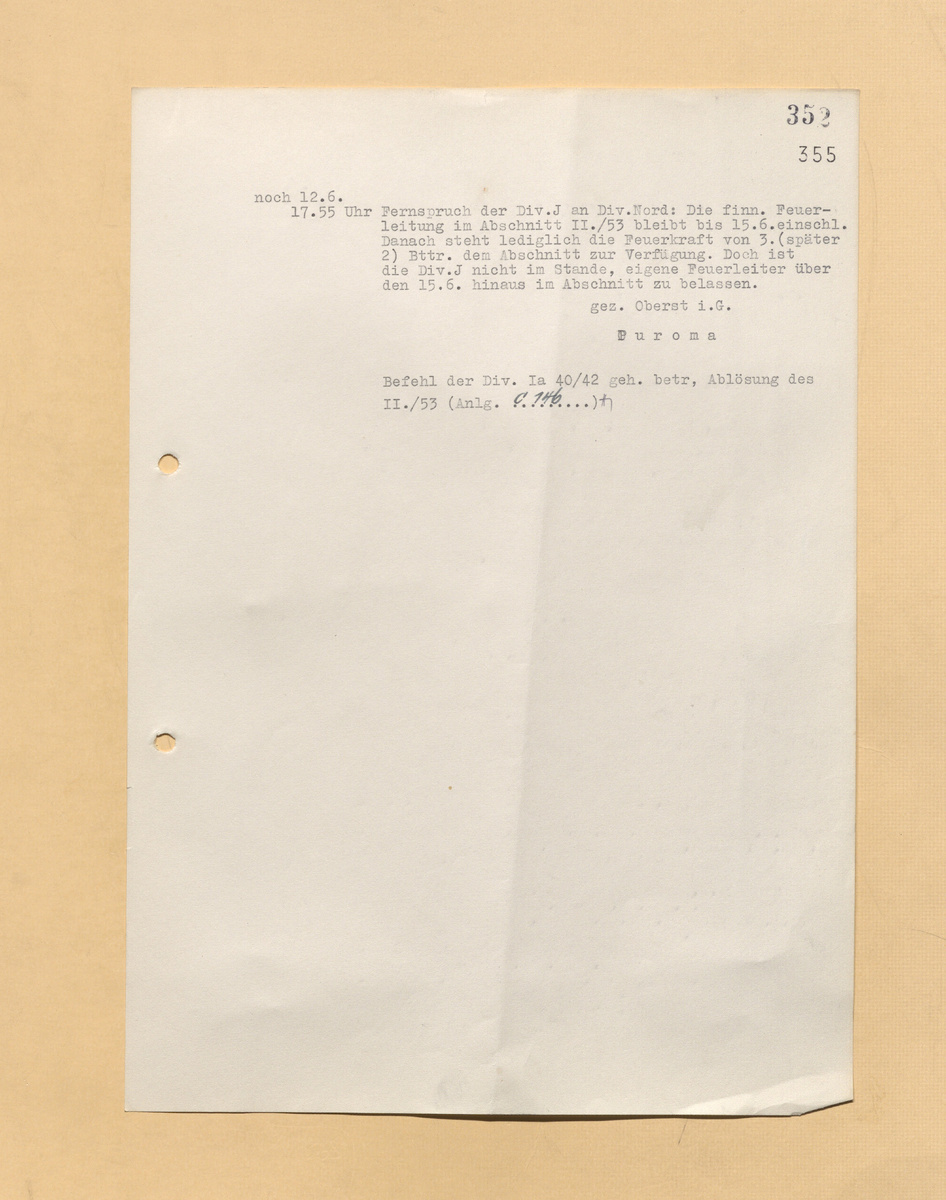 352
355
noch 12.6.
17.55 Uhr Fernspruch der Div.J an Div.Nord: Die finn. Feuer-
leitung im Abschnitt II./53 bleibt bis 15.6.einschl.
Danach steht lediglich die Feuerkraft von 3.(später
2) Bttr. dem Abschnitt zur Verfügung. Doch ist
die Div.J nicht im Stande, eigene Feuerleiter über
den 15.6. hinaus im Abschnitt zu belassen.
gez. Oberst i.G.
P u r o m a
Befehl der Div. Ia 40/42 geh. betr, Ablösung des
II./53 (Anlg. C 146....)